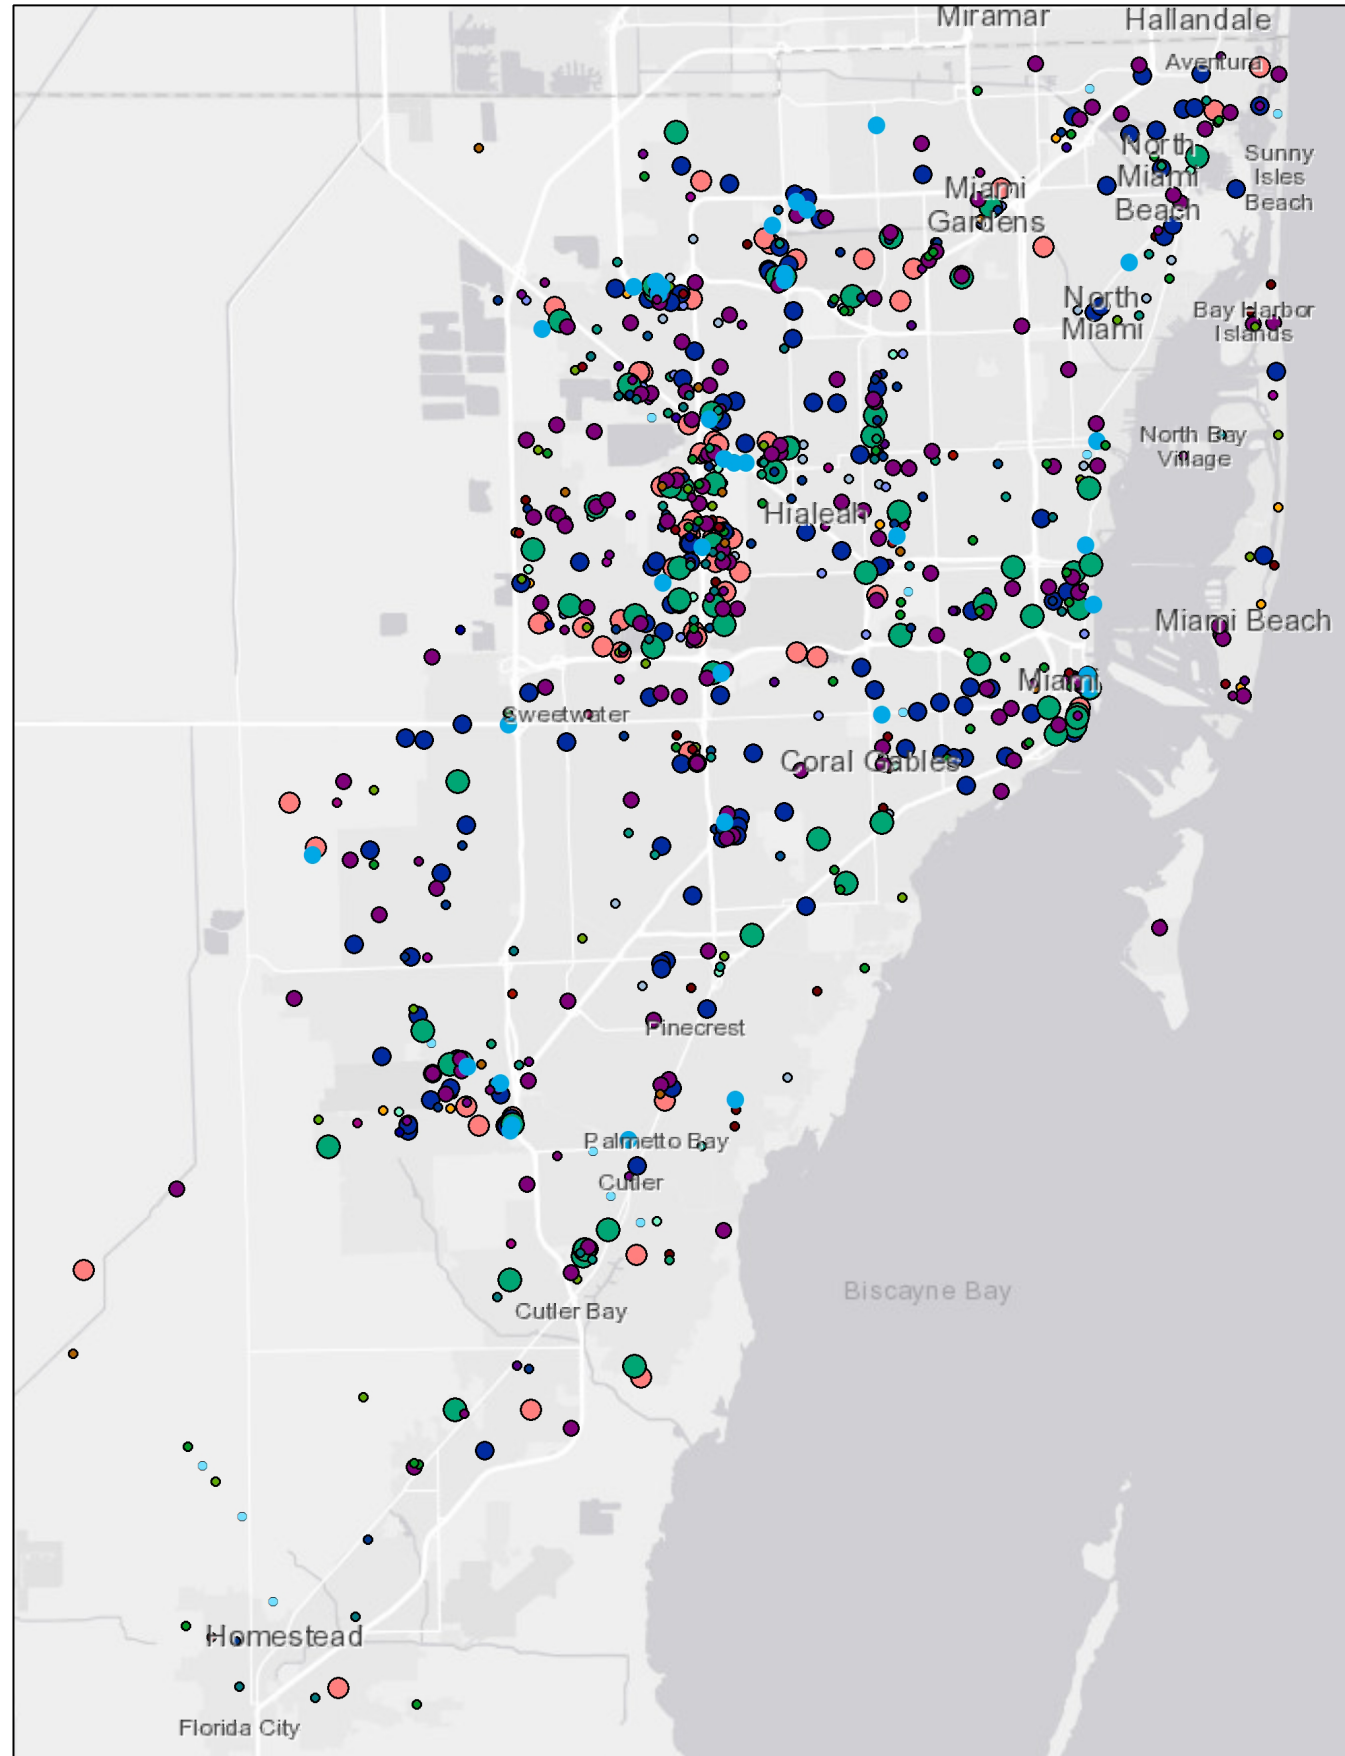 Miramar
Hallandale
Aventura
North
Miami
Beach
Sunny
Isles
Beach
Miami
Gardens
North
Miami
Bay Harbor
Islands
North Bay
Village
Hialeah
Miami Beach
Miami
Sweetwater
Coral Gables
Pinecrest
Palmetto Bay
Cutler
Biscayne Bay
Cutler Bay
Homestead
Florida City